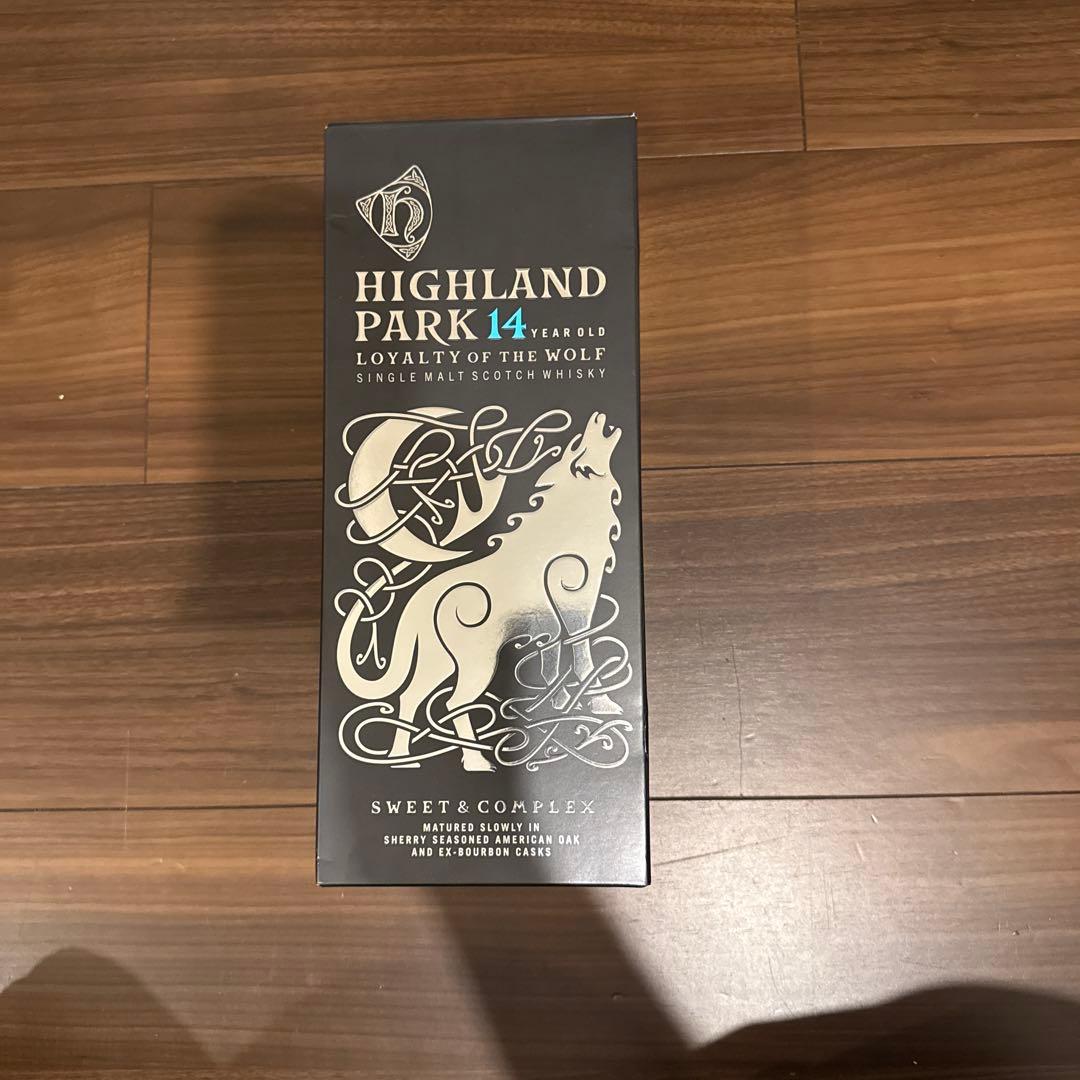 HIGHLAND
PARK 14 YEAR OLD
LOYALTY OF THE WOLF
SINGLE MALT SCOTCH WHISKY
SWEET & COMPLEX
MATURED SLOWLY IN
SHERRY SEASONED AMERICAN OAK
AND EX-BOURBON CASKS